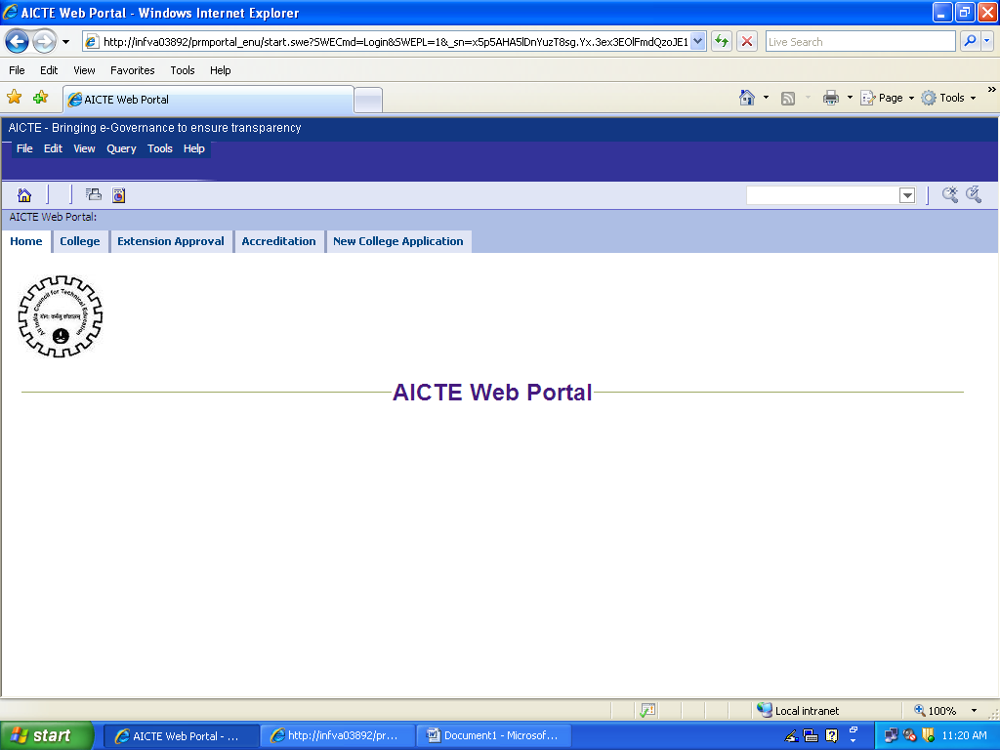 AICTE Web Portal - Windows Internet Explorer
http://infva03892/prmportal_enu/start.swe?SWECmd=Login&SWEPL=1&_sn=x5p5AHA5lDnYuzT8sg.Yx.3ex3EOlFmdQzoJE1
Live Search
File Edit View Favorites Tools Help
AICTE Web Portal
Page Tools
AICTE - Bringing e-Governance to ensure transparency
File Edit View Query Tools Help
AICTE Web Portal:
Home College Extension Approval Accreditation New College Application
All India Council for Technical Education
योगः कर्मसु कौशलम्
AICTE Web Portal
Local intranet 100%
start AICTE Web Portal - ... http://infva03892/pr... Document1 - Microsof... 11:20 AM